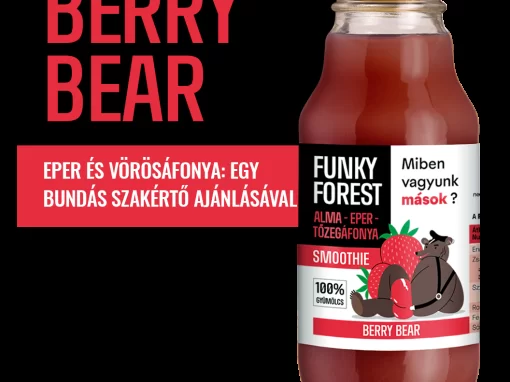 BERRY
BEAR
EPER ÉS VÖRÖSÁFONYA: EGY
BUNDÁS SZAKÉRTŐ AJÁNLÁSÁVAL
FUNKY
FOREST
ALMA - EPER -
TŐZEGÁFONYA
SMOOTHIE
100%
GYÜMÖLCS
BERRY BEAR
Miben
vagyunk
mások?